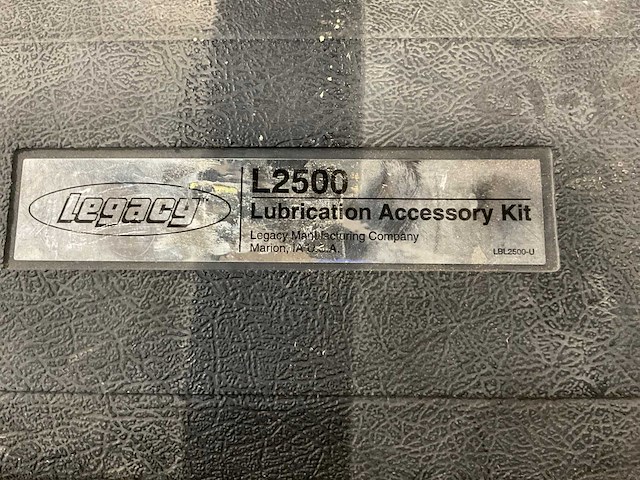 Legacy
L2500
Lubrication Accessory Kit
Legacy Manufacturing Company
Marion, IA U.S.A.
LBL2500-U